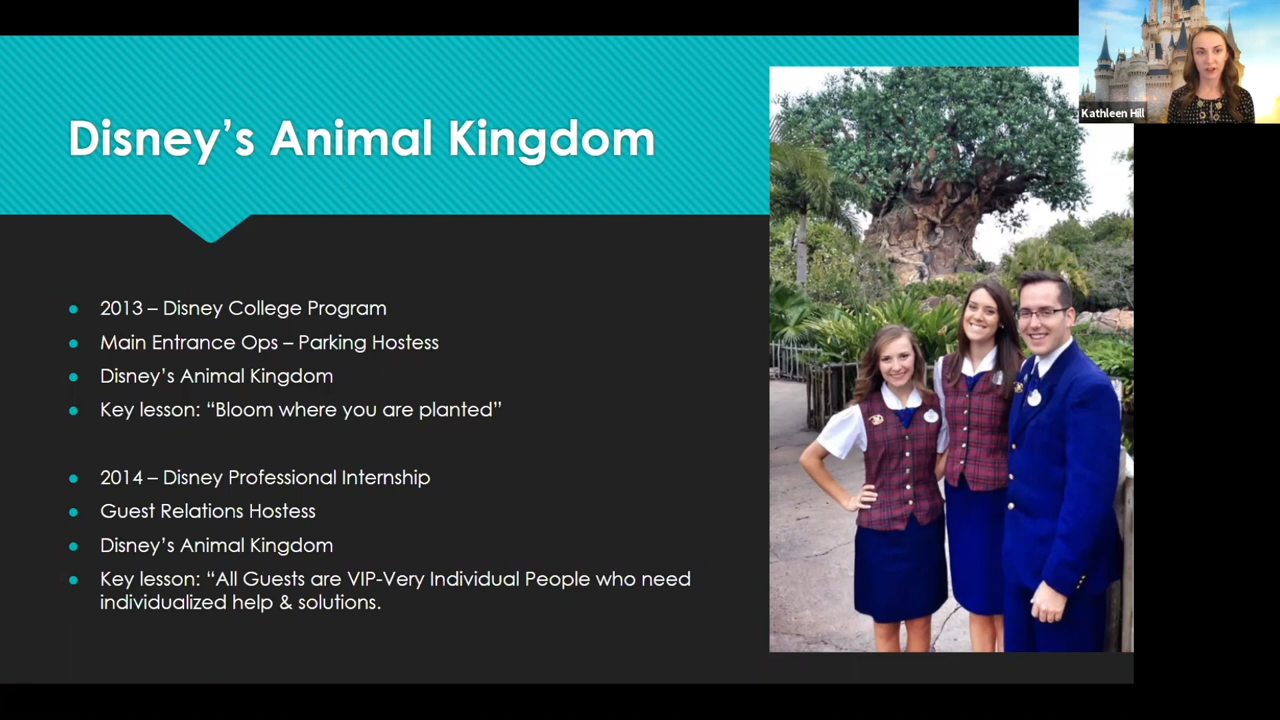 Disney's Animal Kingdom
Kathleen Hill
2013 – Disney College Program
Main Entrance Ops – Parking Hostess
Disney's Animal Kingdom
Key lesson: "Bloom where you are planted"
2014 – Disney Professional Internship
Guest Relations Hostess
Disney's Animal Kingdom
Key lesson: "All Guests are VIP-Very Individual People who need
individualized help & solutions.